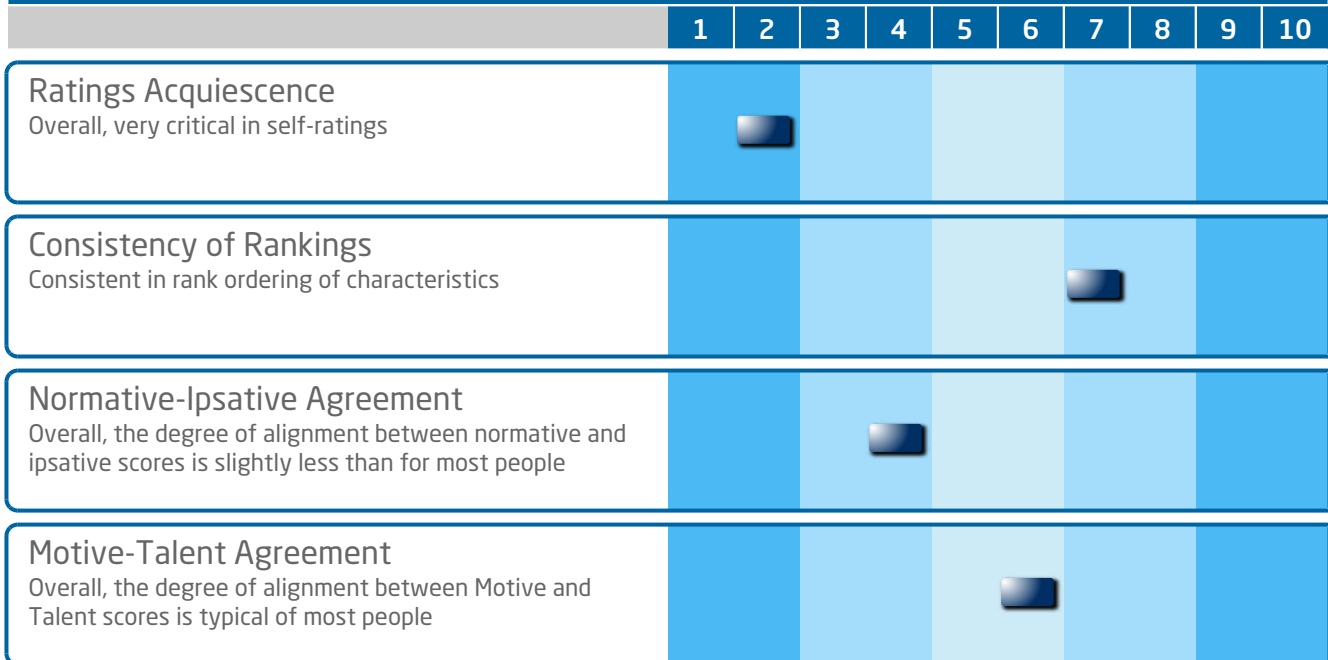 1 2 3 4 5 6 7 8 9 10
Ratings Acquiescence
Overall, very critical in self-ratings
Consistency of Rankings
Consistent in rank ordering of characteristics
Normative-Ipsative Agreement
Overall, the degree of alignment between normative and
ipsative scores is slightly less than for most people
Motive-Talent Agreement
Overall, the degree of alignment between Motive and
Talent scores is typical of most people